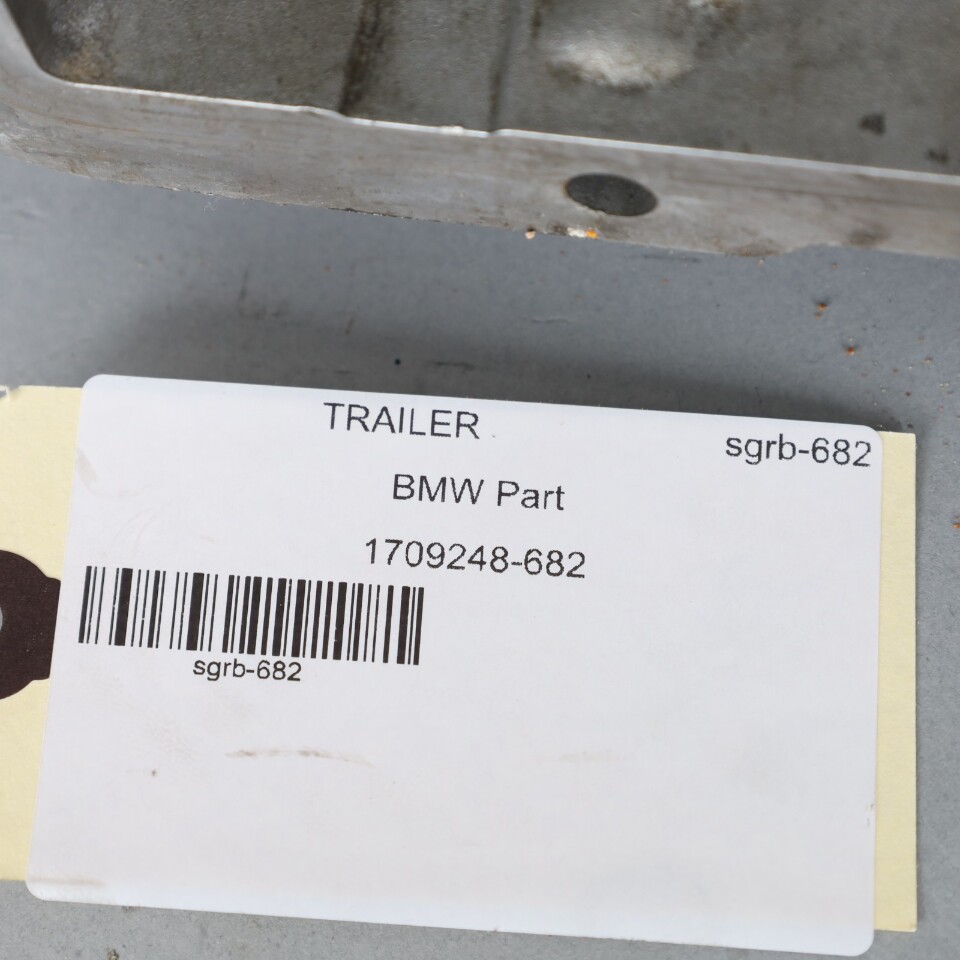 TRAILER
sgrb-682
BMW Part
1709248-682
sgrb-682